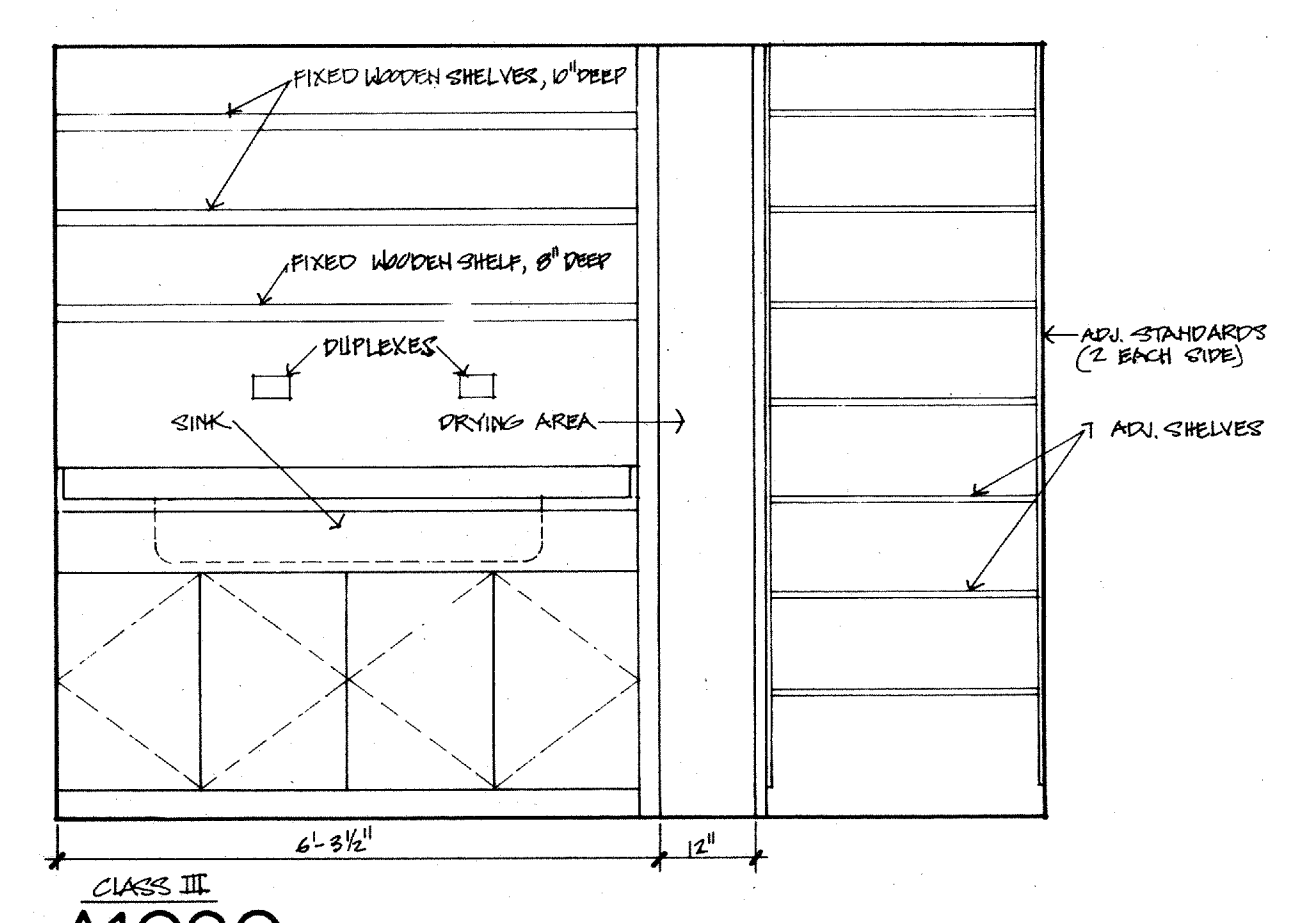 FIXED WOODEN SHELVES, 10" DEEP
FIXED WOODEN SHELF, 8" DEEP
DUPLEXES
ADJ. STANDARDS
(2 EACH SIDE)
SINK
DRYING AREA
7 ADJ. SHELVES
6'-3½"
12"
CLASS III